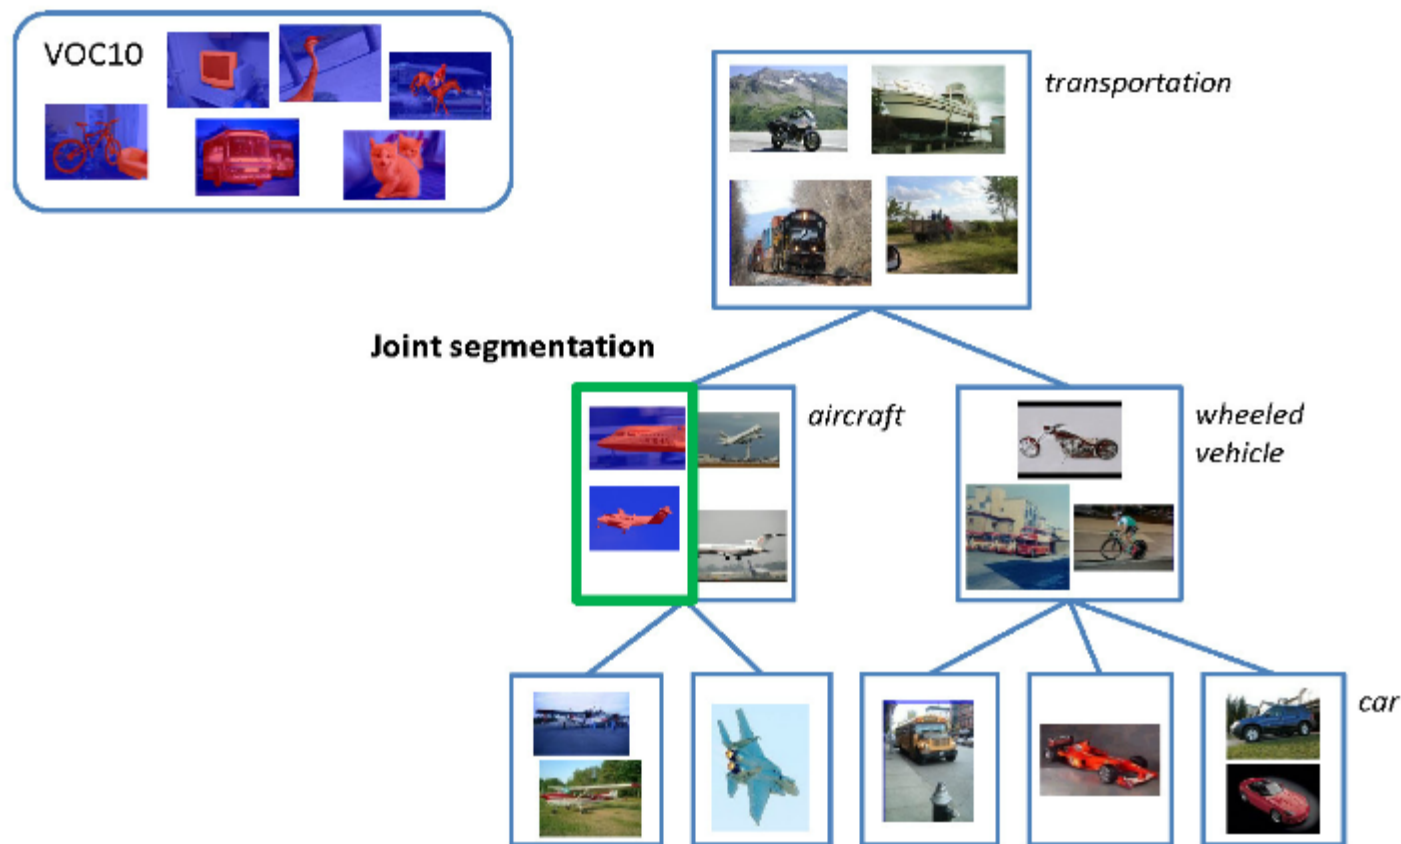 VOC10
transportation
Joint segmentation
aircraft
wheeled
vehicle
car